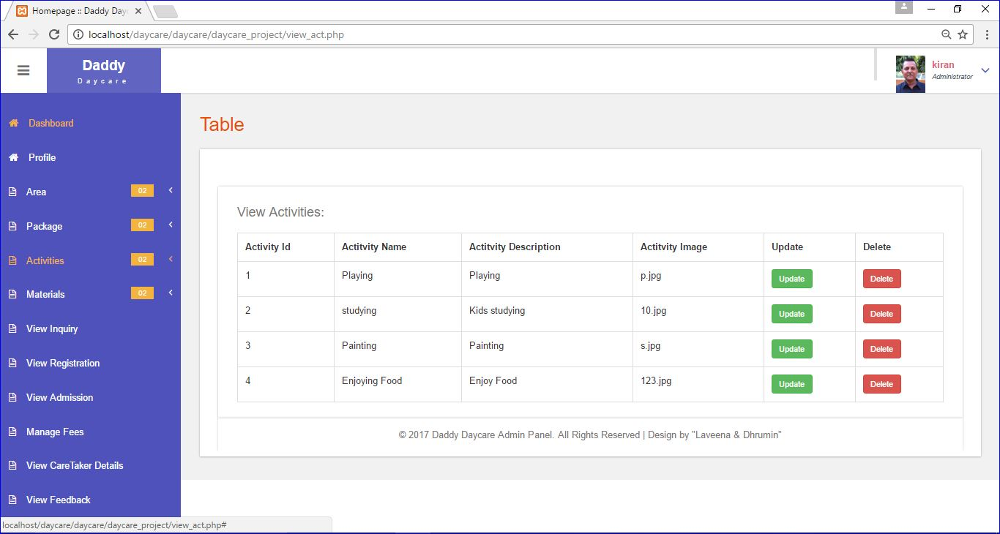 Homepage :: Daddy Day
localhost/daycare/daycare/daycare_project/view_act.php
Daddy
Daycare
kiran
Administrator
Dashboard
Profile
Area 02
Package 02
Activities 02
Materials 02
View Inquiry
View Registration
View Admission
Manage Fees
View CareTaker Details
View Feedback
Table
View Activities:
Activity Id Actitvity Name Actitvity Description Actitvity Image Update Delete
1 Playing Playing p.jpg Update Delete
2 studying Kids studying 10.jpg Update Delete
3 Painting Painting s.jpg Update Delete
4 Enjoying Food Enjoy Food 123.jpg Update Delete
© 2017 Daddy Daycare Admin Panel. All Rights Reserved | Design by "Laveena & Dhrumin"
localhost/daycare/daycare/daycare_project/view_act.php#